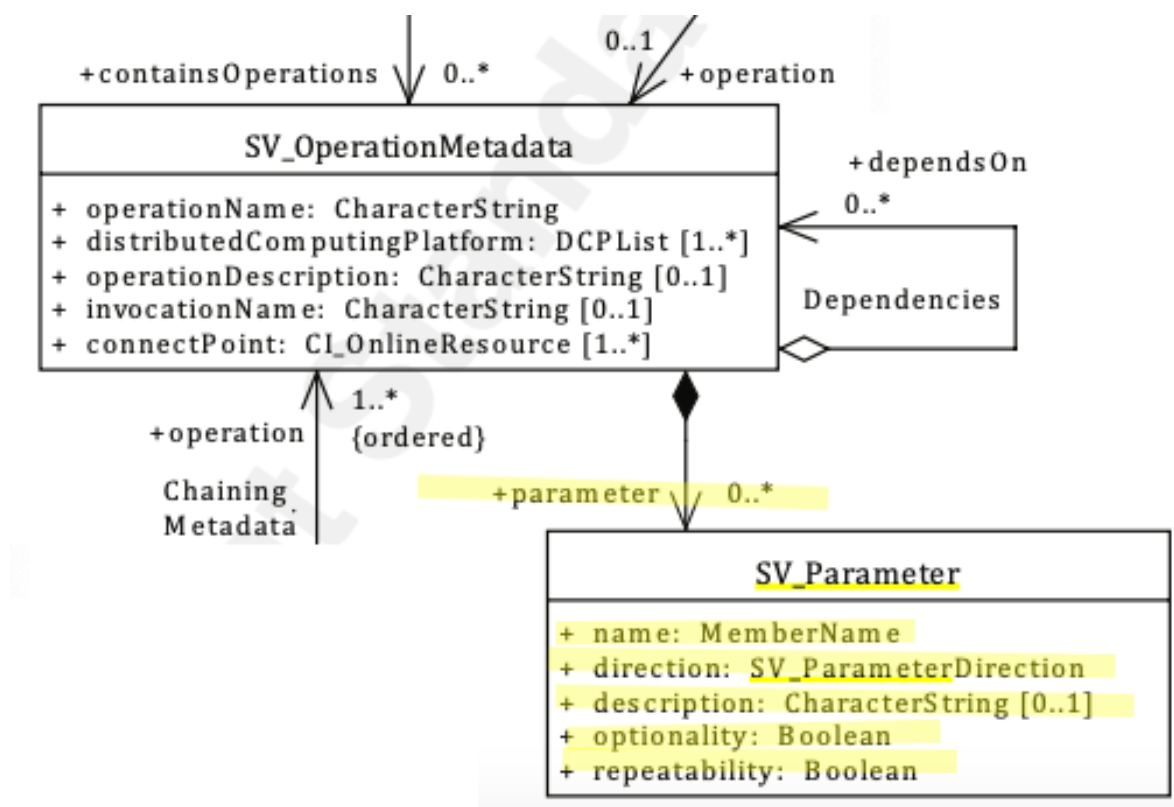 0..1
+containsOperations 0..*
+operation
SV_OperationMetadata
+dependsOn
0..*
+ operationName: CharacterString
+ distributedComputingPlatform: DCPList [1..*]
+ operationDescription: CharacterString [0..1]
+ invocationName: CharacterString [0..1]
+ connectPoint: CI_OnlineResource [1..*]
Dependencies
1..*
+operation {ordered}
Chaining
Metadata
+parameter 0..*
SV_Parameter
+ name: MemberName
+ direction: SV_ParameterDirection
+ description: CharacterString [0..1]
+ optionality: Boolean
+ repeatability: Boolean